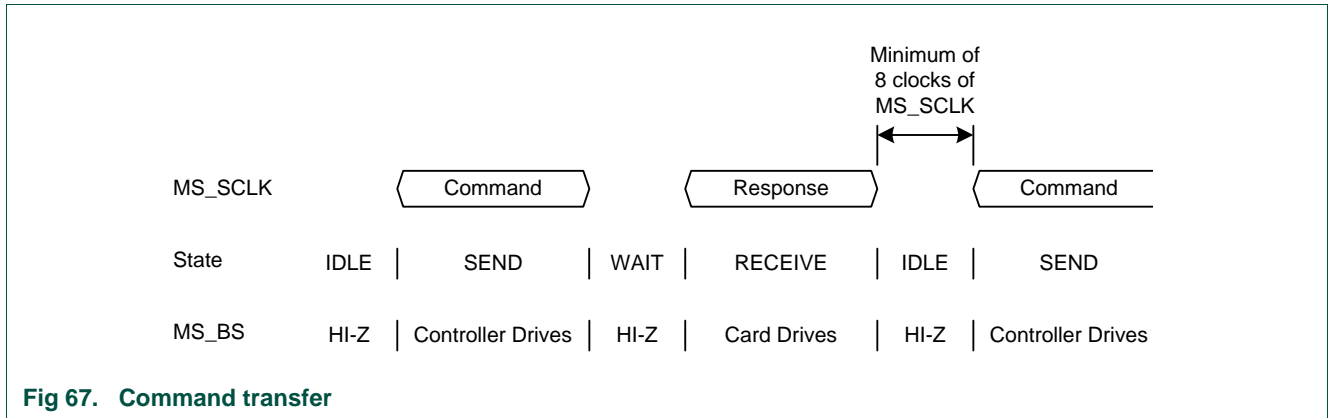 Minimum of
8 clocks of
MS_SCLK
MS_SCLK Command Response Command
State IDLE SEND WAIT RECEIVE IDLE SEND
MS_BS HI-Z Controller Drives HI-Z Card Drives HI-Z Controller Drives
Fig 67. Command transfer